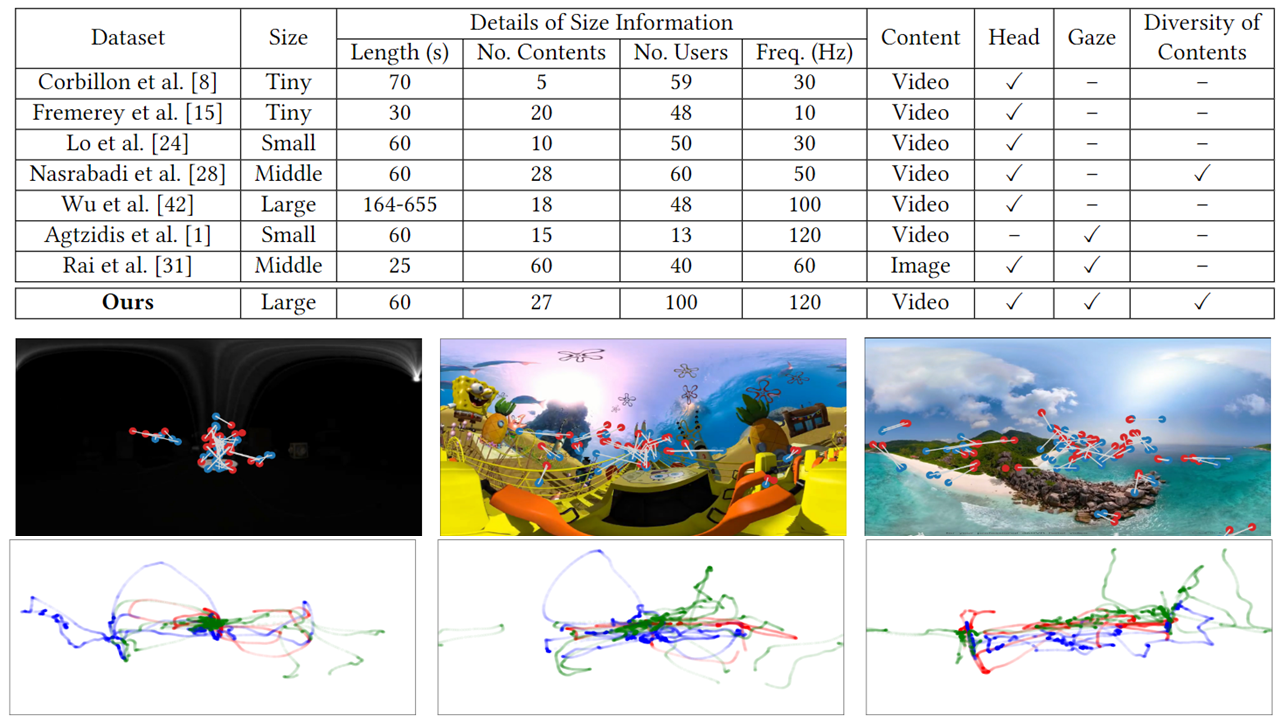 Dataset Size Details of Size Information Content Head Gaze Diversity of Contents
Length (s) No. Contents No. Users Freq. (Hz)
Corbillon et al. [8] Tiny 70 5 59 30 Video ✓ – –
Fremerey et al. [15] Tiny 30 20 48 10 Video ✓ – –
Lo et al. [24] Small 60 10 50 30 Video ✓ – –
Nasrabadi et al. [28] Middle 60 28 60 50 Video ✓ – ✓
Wu et al. [42] Large 164-655 18 48 100 Video ✓ – –
Agtzidis et al. [1] Small 60 15 13 120 Video – ✓ –
Rai et al. [31] Middle 25 60 40 60 Image ✓ ✓ –
Ours Large 60 27 100 120 Video ✓ ✓ ✓